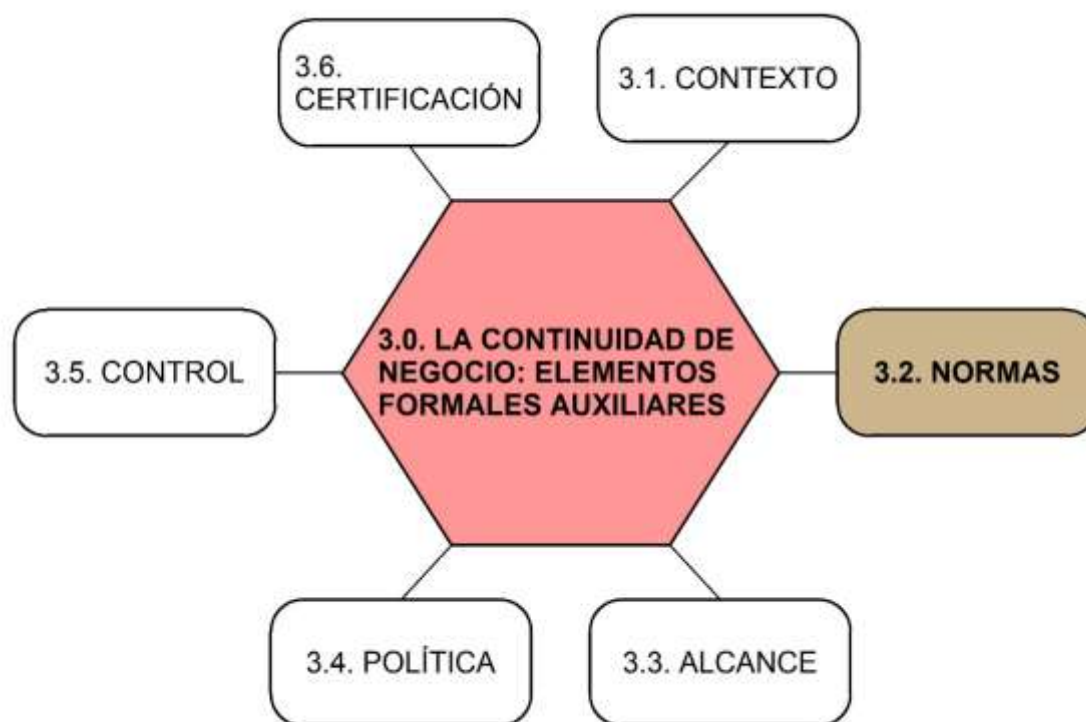 3.6.
CERTIFICACIÓN
3.1. CONTEXTO
3.0. LA CONTINUIDAD DE
NEGOCIO: ELEMENTOS
FORMALES AUXILIARES
3.5. CONTROL
3.2. NORMAS
3.4. POLÍTICA
3.3. ALCANCE